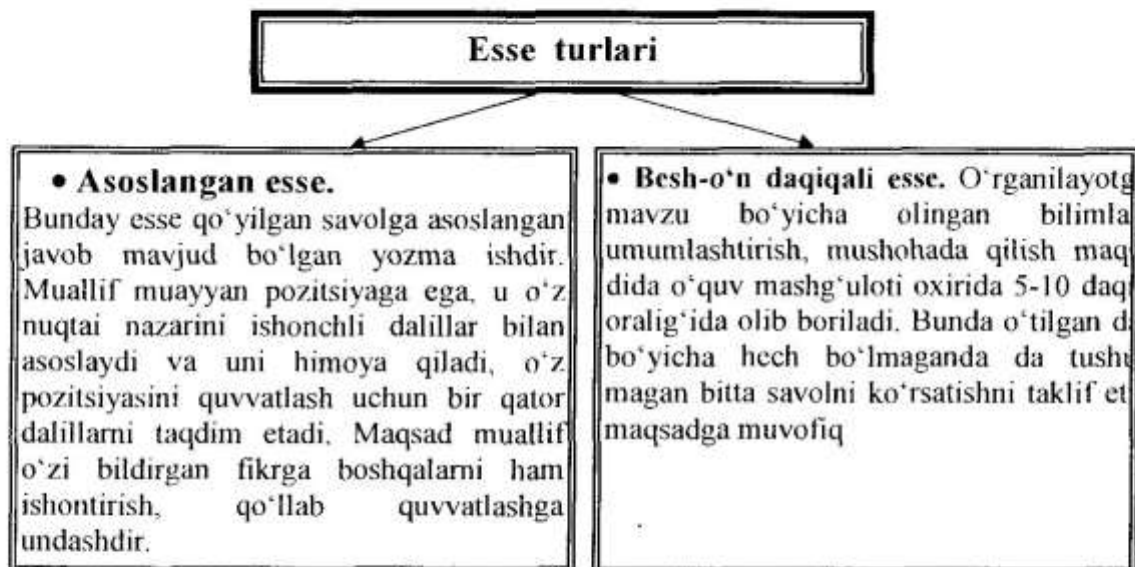 Esse turlari
• Asoslangan esse.
Bunday esse qo‘yilgan savolga asoslangan
javob mavjud bo‘lgan yozma ishdir.
Muallif muayyan pozitsiyaga ega, u o‘z
nuqtai nazarini ishonchli dalillar bilan
asoslaydi va uni himoya qiladi, o‘z
pozitsiyasini quvvatlash uchun bir qator
dalillarni taqdim etadi. Maqsad muallif
o‘zi bildirgan fikrga boshqalarni ham
ishontirish, qo‘llab quvvatlashga
undashdir.
• Besh-o‘n daqiqali esse. O‘rganilayotg
mavzu bo‘yicha olingan bilimla
umumlashtirish, mushohada qilish maq
dida o‘quv mashg‘uloti oxirida 5-10 daq
oralig‘ida olib boriladi. Bunda o‘tilgan d
bo‘yicha hech bo‘lmaganda da tushu
magan bitta savolni ko‘rsatishni taklif et
maqsadga muvofiq